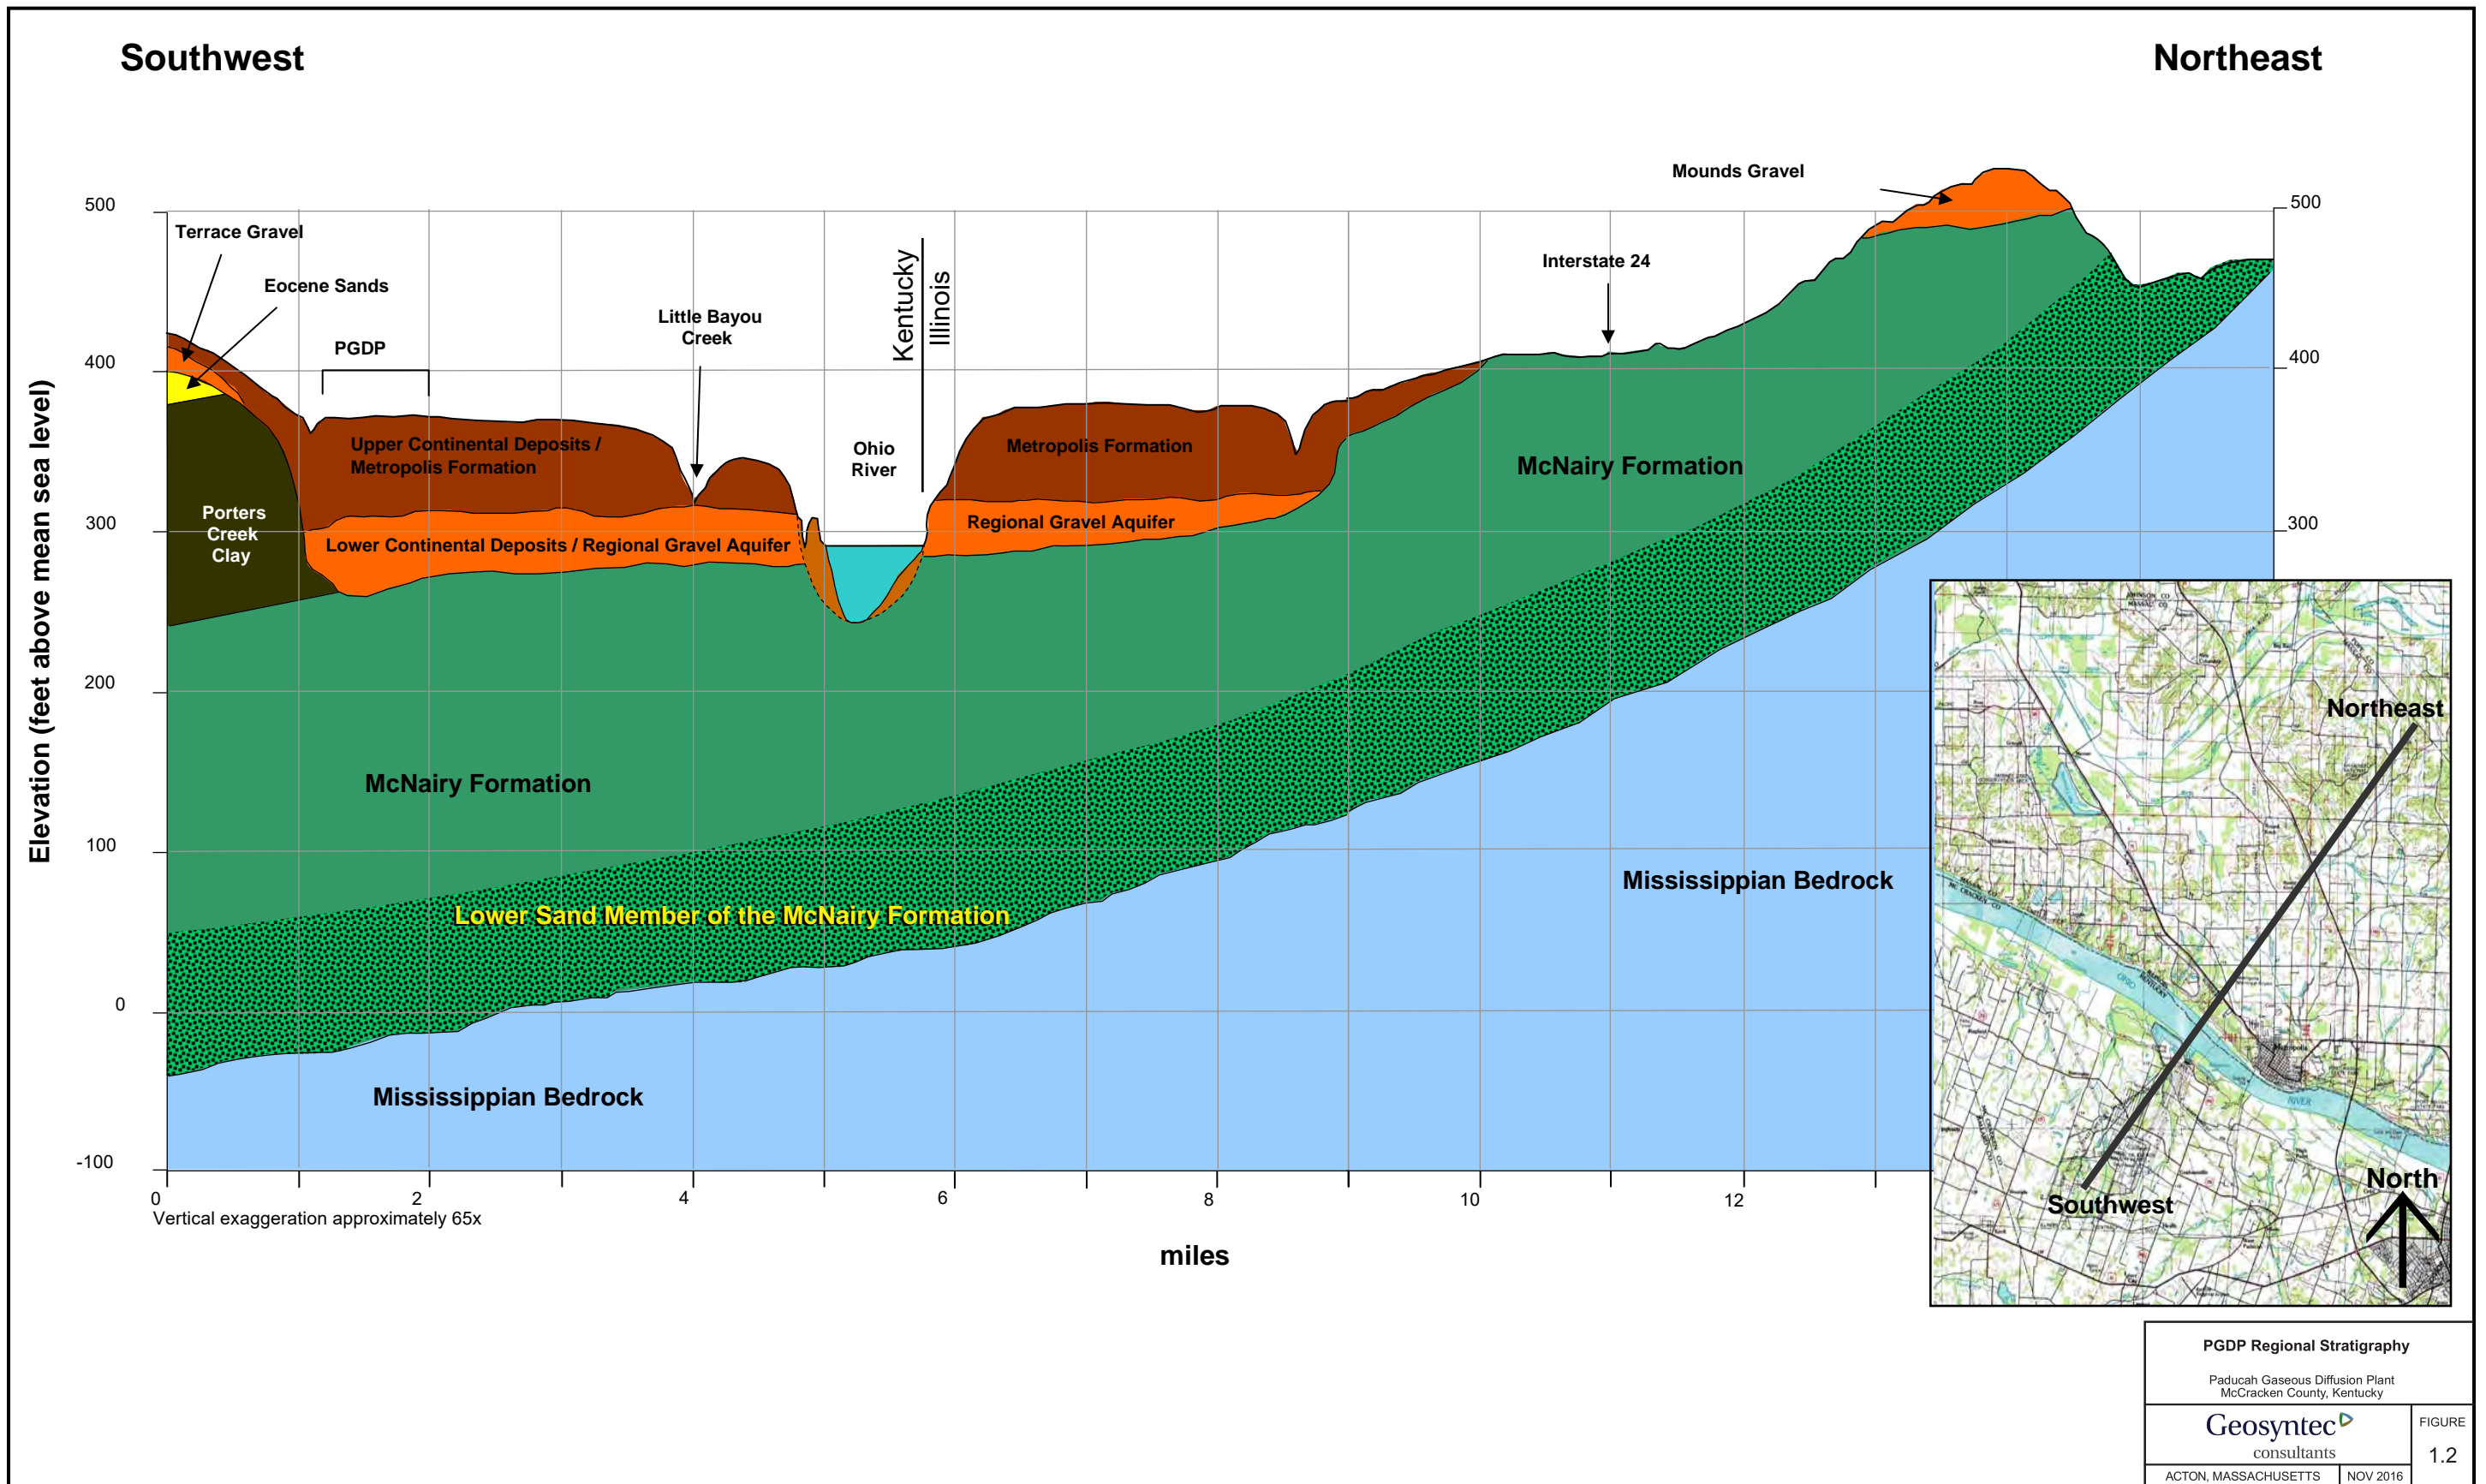 Southwest
Northeast
Mounds Gravel
500
500
Terrace Gravel
Eocene Sands
Kentucky
Illinois
Interstate 24
Little Bayou
Creek
PGDP
400
400
Ohio
River
Upper Continental Deposits /
Metropolis Formation
Metropolis Formation
McNairy Formation
Porters
Creek
Clay
300
300
Regional Gravel Aquifer
Lower Continental Deposits / Regional Gravel Aquifer
Elevation (feet above mean sea level)
200
McNairy Formation
100
Lower Sand Member of the McNairy Formation
Mississippian Bedrock
0
Mississippian Bedrock
-100
0
2
4
6
8
10
12
Vertical exaggeration approximately 65x
miles
Northeast
OHIO
Metropolis
RIVER
Southwest
North
PGDP Regional Stratigraphy
Paducah Gaseous Diffusion Plant
McCracken County, Kentucky
Geosyntec
consultants
FIGURE
1.2
ACTON, MASSACHUSETTS
NOV 2016